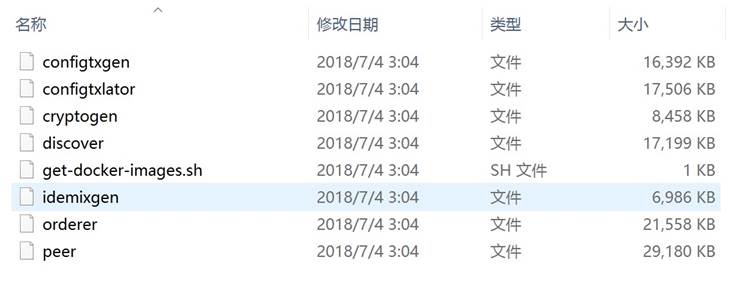 名称 修改日期 类型 大小
configtxgen 2018/7/4 3:04 文件 16,392 KB
configtxlator 2018/7/4 3:04 文件 17,506 KB
cryptogen 2018/7/4 3:04 文件 8,458 KB
discover 2018/7/4 3:04 文件 17,199 KB
get-docker-images.sh 2018/7/4 3:04 SH 文件 1 KB
idemixgen 2018/7/4 3:04 文件 6,986 KB
orderer 2018/7/4 3:04 文件 21,558 KB
peer 2018/7/4 3:04 文件 29,180 KB